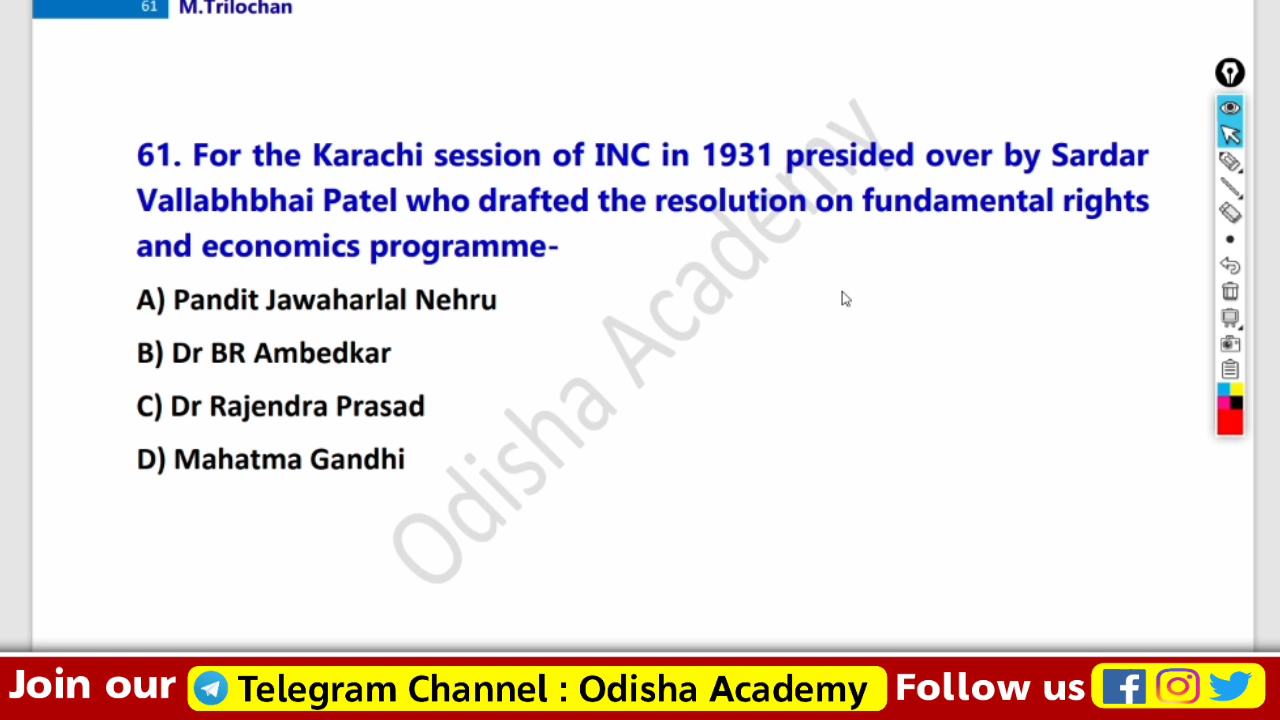 61 M.Trilochan
61. For the Karachi session of INC in 1931 presided over by Sardar
Vallabhbhai Patel who drafted the resolution on fundamental rights
and economics programme-
A) Pandit Jawaharlal Nehru
B) Dr BR Ambedkar
C) Dr Rajendra Prasad
D) Mahatma Gandhi
Odisha Academy
Join our Telegram Channel : Odisha Academy Follow us